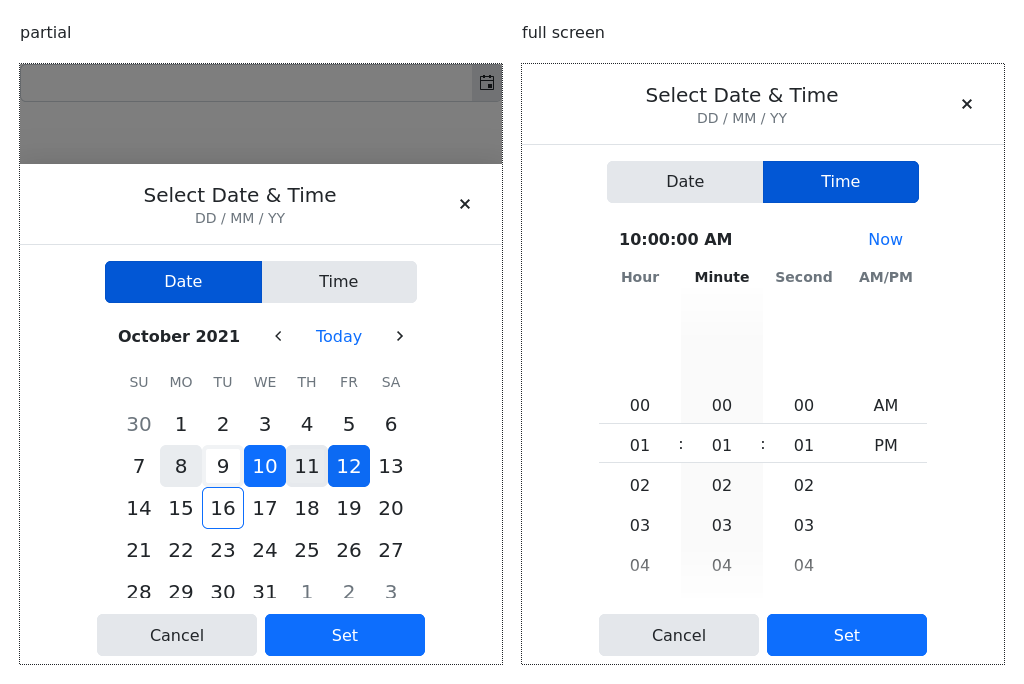 partial
Select Date & Time
DD / MM / YY
Date Time
October 2021 Today
SU MO TU WE TH FR SA
30 1 2 3 4 5 6
7 8 9 10 11 12 13
14 15 16 17 18 19 20
21 22 23 24 25 26 27
28 29 30 31 1 2 3
Cancel Set
full screen
Select Date & Time
DD / MM / YY
Date Time
10:00:00 AM Now
Hour Minute Second AM/PM
00 00 00 AM
01 : 01 : 01 PM
02 02 02
03 03 03
04 04 04
Cancel Set